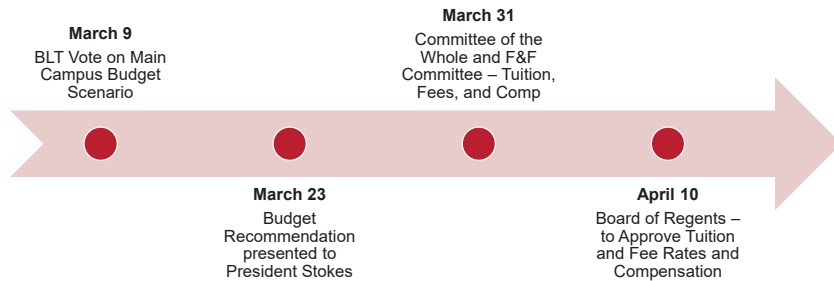 March 9
BLT Vote on Main
Campus Budget
Scenario
March 23
Budget
Recommendation
presented to
President Stokes
March 31
Committee of the
Whole and F&F
Committee – Tuition,
Fees, and Comp
April 10
Board of Regents –
to Approve Tuition
and Fee Rates and
Compensation